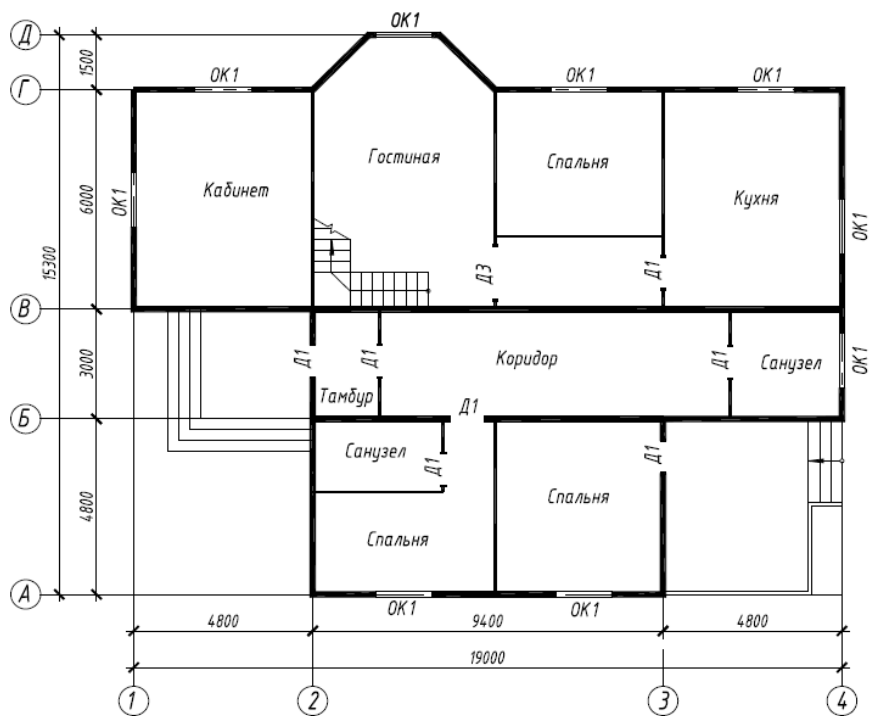 ОК1
Д
1500
ОК1
ОК1
ОК1
Г
Гостиная
Спальня
Кабинет
Кухня
ОК1
ОК1
6000
15300
Д3
Д1
В
Д1
Д1
Коридор
Д1
Санузел
ОК1
3000
Тамбур
Д1
Б
Санузел
Д1
Д1
4800
Спальня
Спальня
А
ОК1
ОК1
4800
9400
4800
19000
1
2
3
4